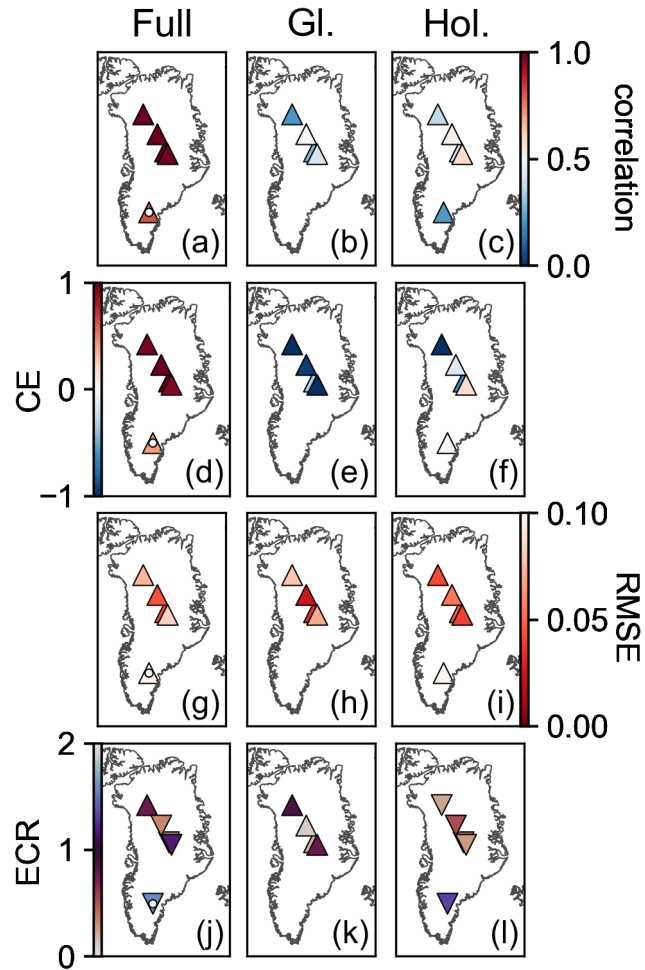 Full Gl. Hol.
1.0
correlation
0.5
0.0
(a) (b) (c)
1
CE
0
−1
(d) (e) (f)
0.10
RMSE
0.05
0.00
(g) (h) (i)
2
ECR
1
0
(j) (k) (l)